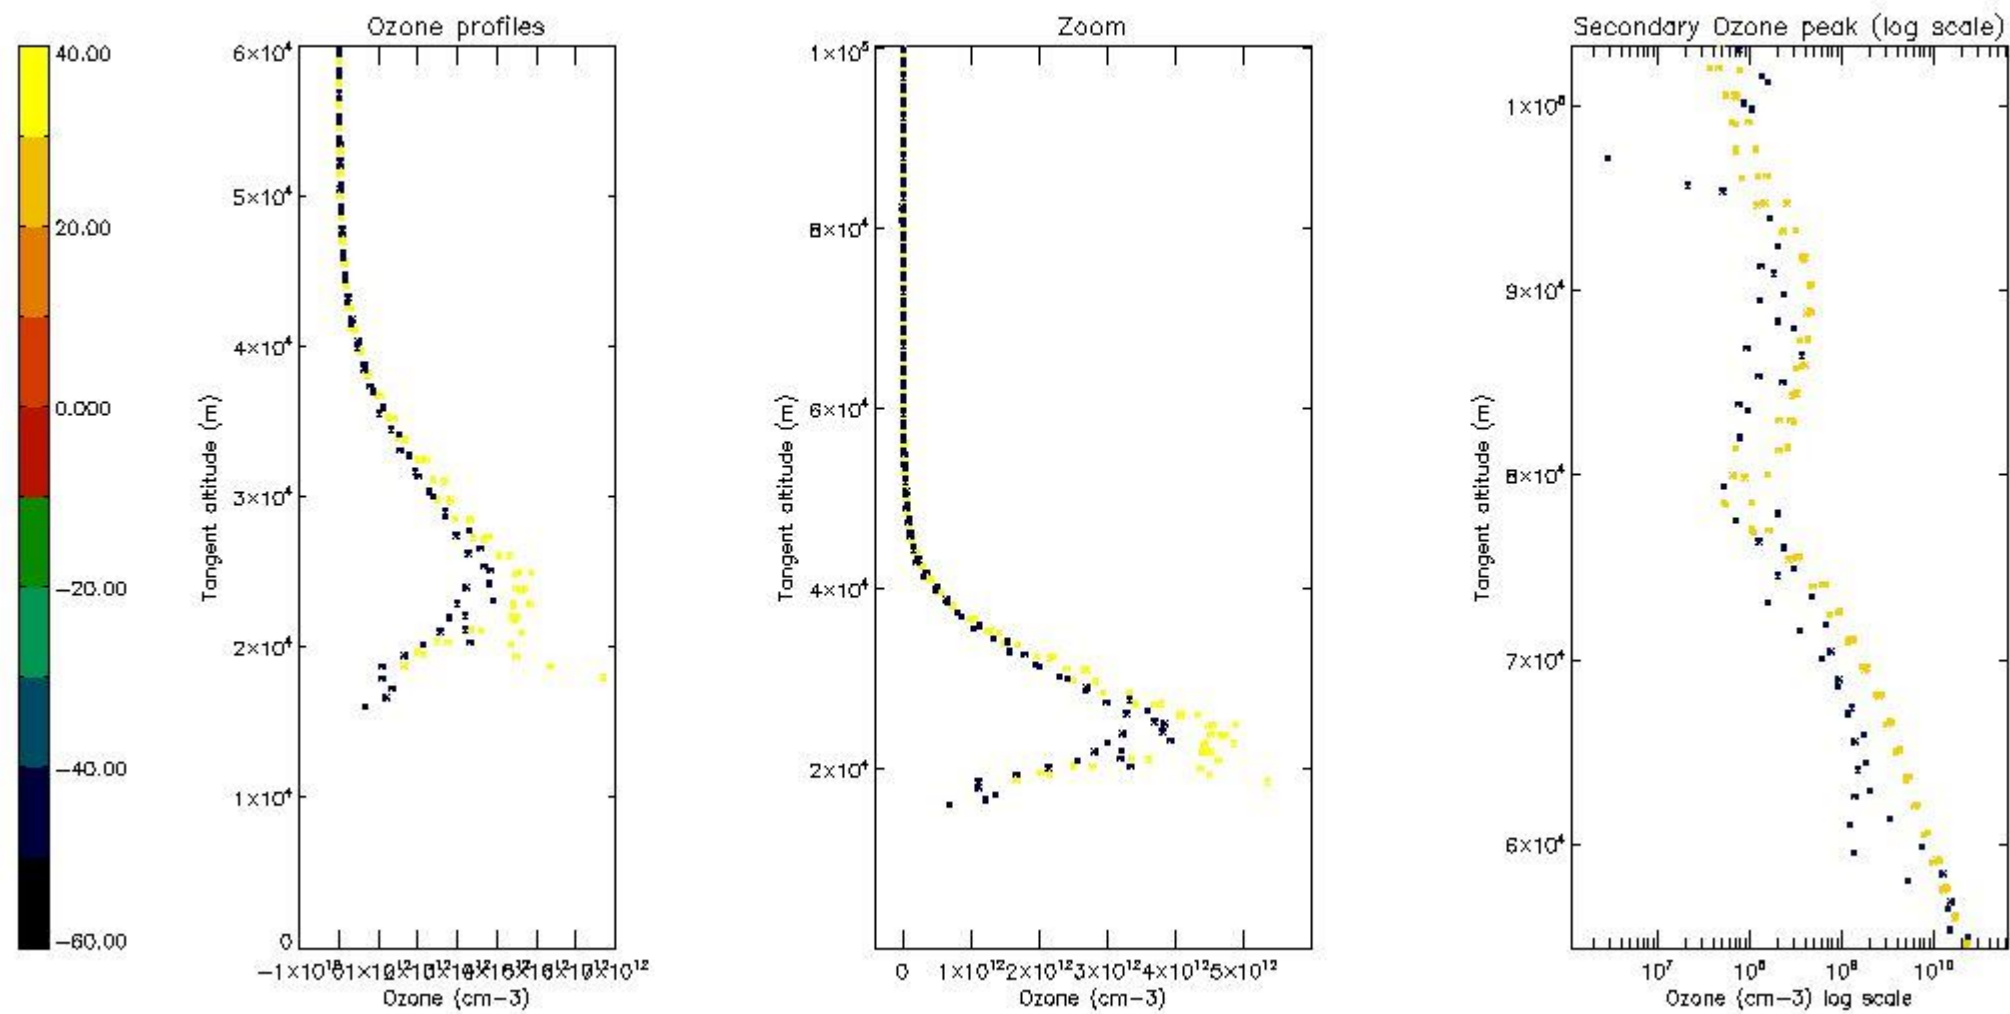 Ozone profiles
Zoom
Secondary Ozone peak (log scale)
40.00
20.00
0.000
-20.00
-40.00
-60.00
6×10⁴
5×10⁴
4×10⁴
3×10⁴
2×10⁴
1×10⁴
0
Tangent altitude (m)
Ozone (cm-3)
1×10⁵
8×10⁴
6×10⁴
4×10⁴
2×10⁴
Tangent altitude (m)
0 1×10¹² 2×10¹² 3×10¹² 4×10¹² 5×10¹²
Ozone (cm-3)
1×10⁵
9×10⁴
8×10⁴
7×10⁴
6×10⁴
Tangent altitude (m)
10⁷ 10⁸ 10⁹ 10¹⁰
Ozone (cm-3) log scale